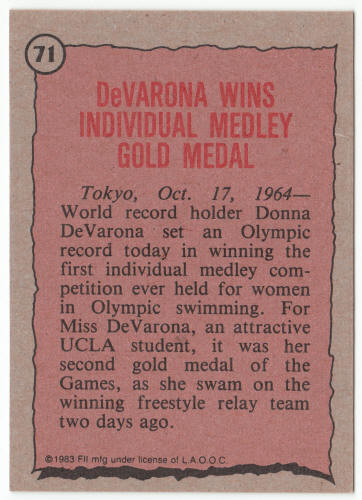 71
DeVARONA WINS
INDIVIDUAL MEDLEY
GOLD MEDAL
Tokyo, Oct. 17, 1964—
World record holder Donna
DeVarona set an Olympic
record today in winning the
first individual medley com-
petition ever held for women
in Olympic swimming. For
Miss DeVarona, an attractive
UCLA student, it was her
second gold medal of the
Games, as she swam on the
winning freestyle relay team
two days ago.
©1983 FII mfg under license of L.A.O.O.C.